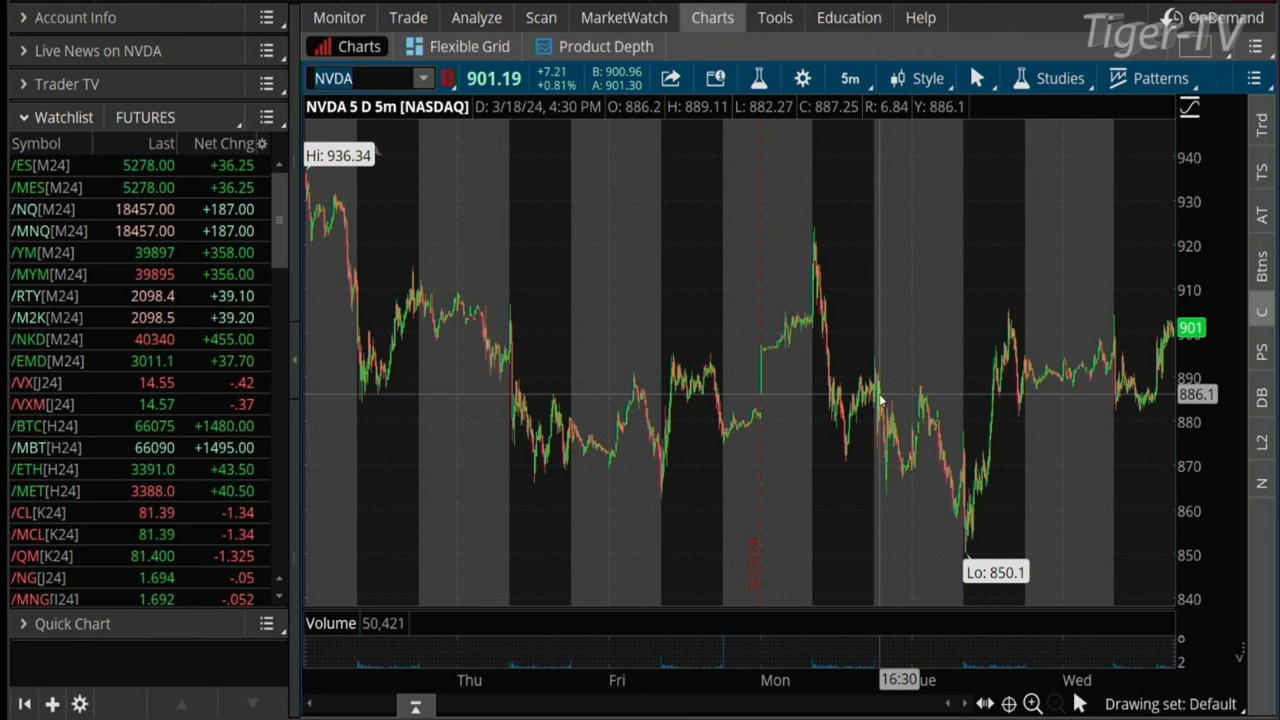 Account Info
Monitor Trade Analyze Scan MarketWatch Charts Tools Education Help OnDemand
Tiger-TV
Live News on NVDA
Charts Flexible Grid Product Depth
Trader TV
NVDA 901.19 +7.21 +0.81% B: 900.96 A: 901.30 5m Style Studies Patterns
Watchlist FUTURES
NVDA 5 D 5m [NASDAQ] D: 3/18/24, 4:30 PM O: 886.2 H: 889.11 L: 882.27 C: 887.25 R: 6.84 Y: 886.1
Symbol Last Net Chng
/ES[M24] 5278.00 +36.25
/MES[M24] 5278.00 +36.25
/NQ[M24] 18457.00 +187.00
/MNQ[M24] 18457.00 +187.00
/YM[M24] 39897 +358.00
/MYM[M24] 39895 +356.00
/RTY[M24] 2098.4 +39.10
/M2K[M24] 2098.5 +39.20
/NKD[M24] 40340 +455.00
/EMD[M24] 3011.1 +37.70
/VX[J24] 14.55 -.42
/VXM[J24] 14.57 -.37
/BTC[H24] 66075 +1480.00
/MBT[H24] 66090 +1495.00
/ETH[H24] 3391.0 +43.50
/MET[H24] 3388.0 +40.50
/CL[K24] 81.39 -1.34
/MCL[K24] 81.39 -1.34
/QM[K24] 81.400 -1.325
/NG[J24] 1.694 -.05
/MNG[J24] 1.692 -.052
Quick Chart
Hi: 936.34
940
930
920
910
901
890
886.1
880
870
860
850
840
Lo: 850.1
3/15/24
Volume 50,421
2
Thu Fri Mon 16:30 ue Wed
Drawing set: Default
Trd
TS
AT
Btns
C
PS
DB
L2
N